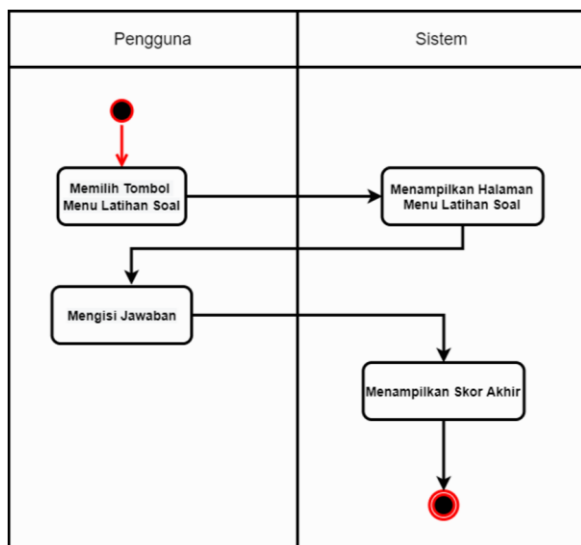 Pengguna
Sistem
Memilih Tombol
Menu Latihan Soal
Menampilkan Halaman
Menu Latihan Soal
Mengisi Jawaban
Menampilkan Skor Akhir